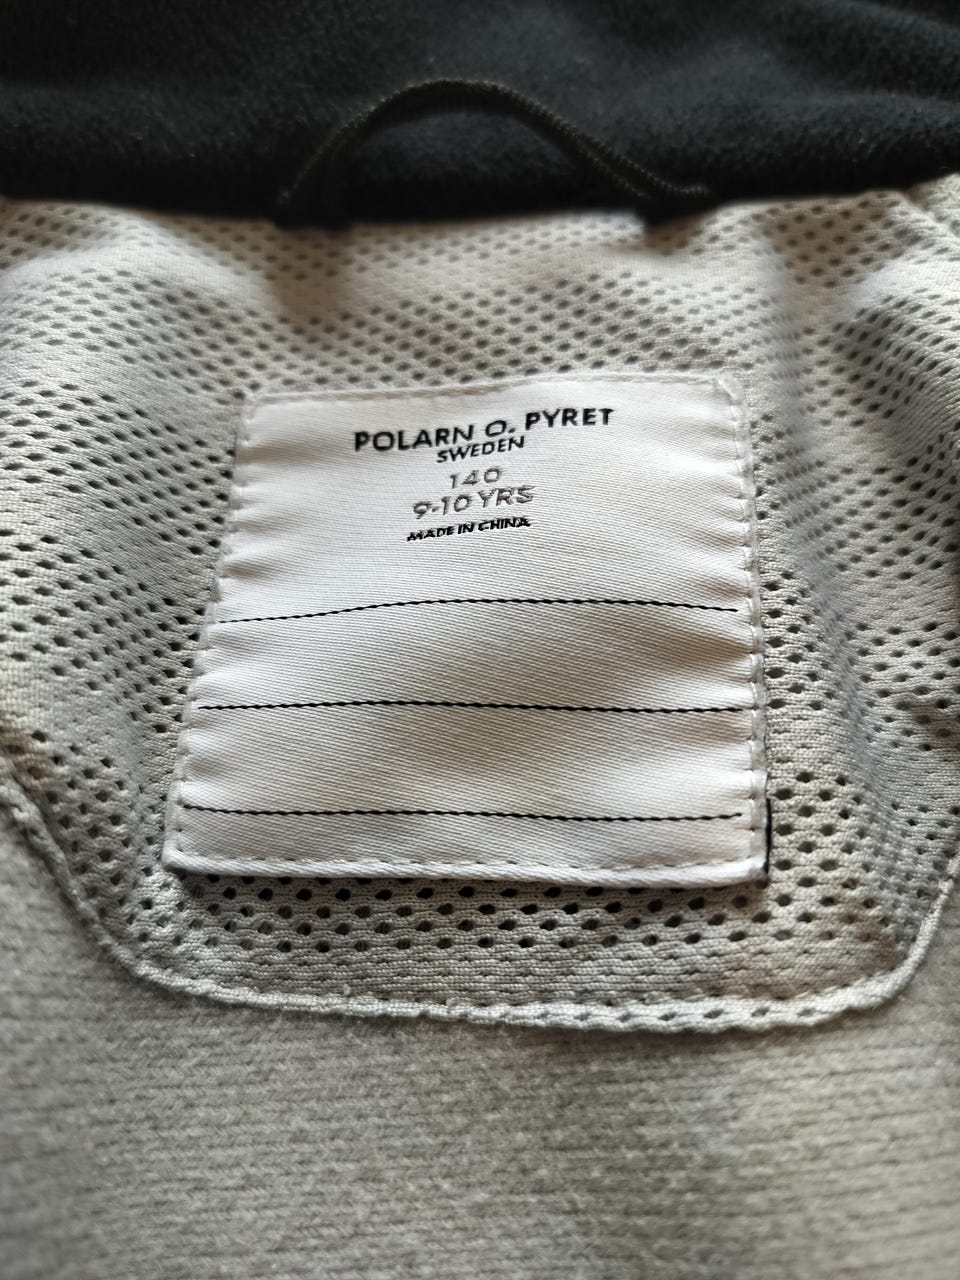 POLARN O. PYRET
SWEDEN
140
9-10 YRS
MADE IN CHINA